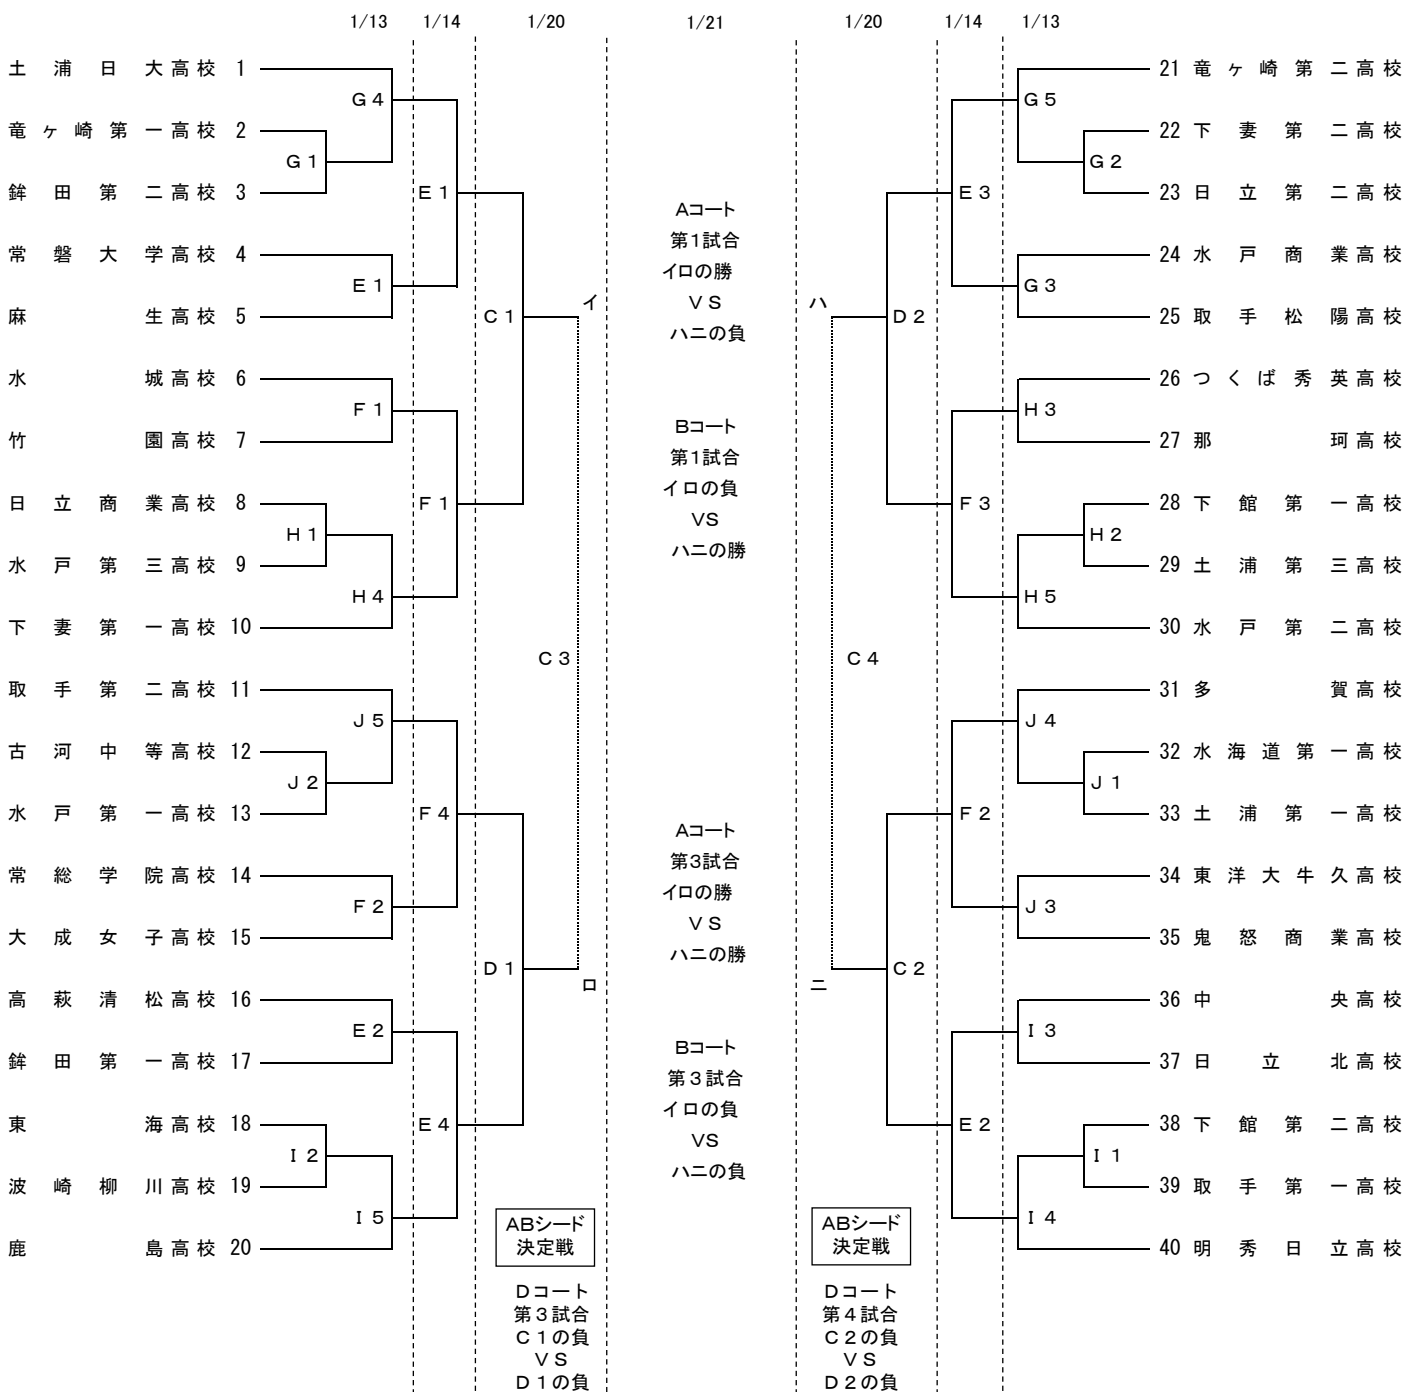 1/13 1/14 1/20 1/21 1/20 1/14 1/13
土浦日大高校 1
G4
竜ヶ崎第一高校 2
G1
鉾田第二高校 3
E1
常磐大学高校 4
E1
麻生高校 5
C1
イ
水城高校 6
F1
竹園高校 7
日立商業高校 8
F1
H1
水戸第三高校 9
H4
下妻第一高校 10
C3
取手第二高校 11
J5
古河中等高校 12
J2
水戸第一高校 13
F4
常総学院高校 14
F2
大成女子高校 15
D1
ロ
高萩清松高校 16
E2
鉾田第一高校 17
東海高校 18
E4
I2
波崎柳川高校 19
I5
鹿島高校 20
ABシード
決定戦
Dコート
第3試合
C1の負
VS
D1の負
Aコート
第1試合
イロの勝
VS
ハニの負
Bコート
第1試合
イロの負
VS
ハニの勝
Aコート
第3試合
イロの勝
VS
ハニの勝
Bコート
第3試合
イロの負
VS
ハニの負
21 竜ヶ崎第二高校
G5
22 下妻第二高校
G2
23 日立第二高校
E3
24 水戸商業高校
G3
25 取手松陽高校
D2
ハ
26 つくば秀英高校
H3
27 那珂高校
28 下館第一高校
F3
H2
29 土浦第三高校
H5
30 水戸第二高校
C4
31 多賀高校
J4
32 水海道第一高校
J1
33 土浦第一高校
F2
34 東洋大牛久高校
J3
35 鬼怒商業高校
C2
ニ
36 中央高校
I3
37 日立北高校
38 下館第二高校
E2
I1
39 取手第一高校
I4
40 明秀日立高校
ABシード
決定戦
Dコート
第4試合
C2の負
VS
D2の負